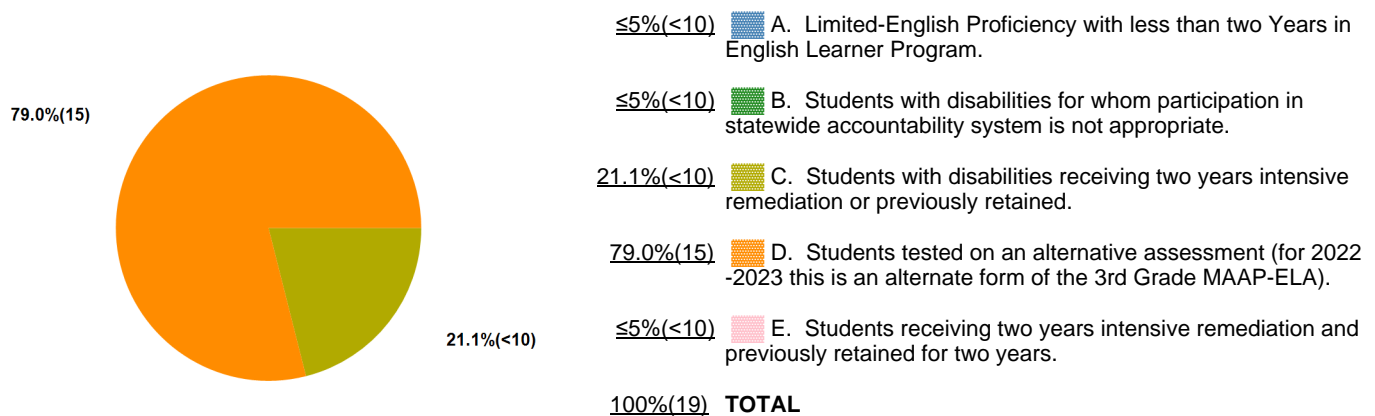 79.0%(15)
21.1%(<10)
≤5%(<10) A. Limited-English Proficiency with less than two Years in
English Learner Program.
≤5%(<10) B. Students with disabilities for whom participation in
statewide accountability system is not appropriate.
21.1%(<10) C. Students with disabilities receiving two years intensive
remediation or previously retained.
79.0%(15) D. Students tested on an alternative assessment (for 2022
-2023 this is an alternate form of the 3rd Grade MAAP-ELA).
≤5%(<10) E. Students receiving two years intensive remediation and
previously retained for two years.
100%(19) TOTAL